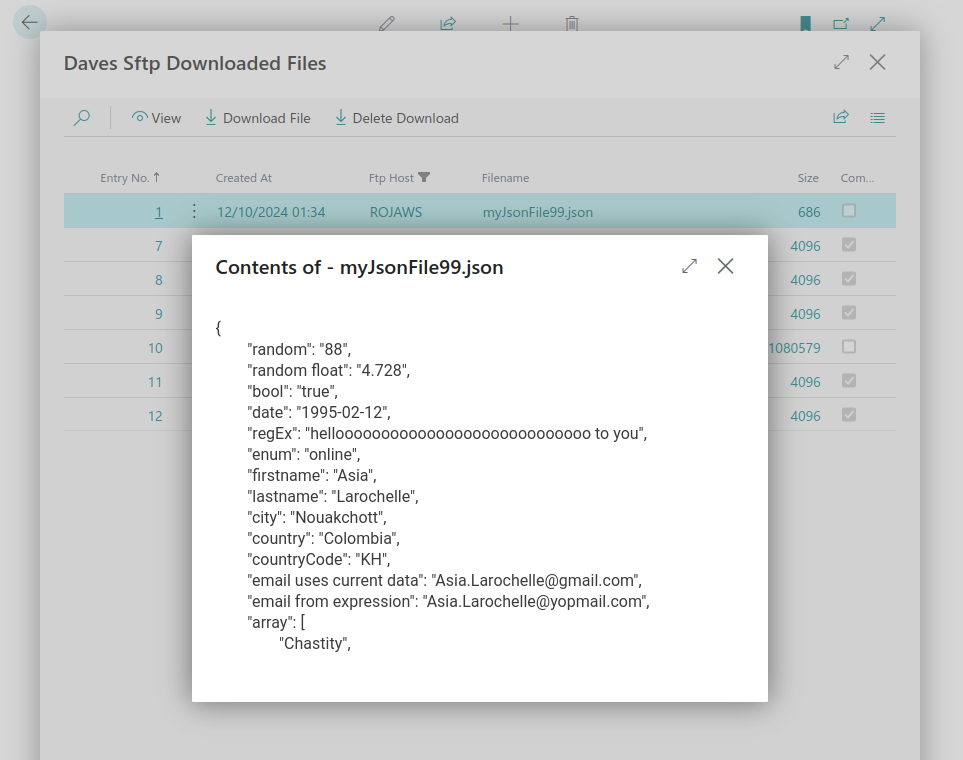 Daves Sftp Downloaded Files
View Download File Delete Download
Entry No.↑ Created At Ftp Host Filename Size Com...
1 12/10/2024 01:34 ROJAWS myJsonFile99.json 686
7 4096
8 4096
9 4096
10 1080579
11 4096
12 4096
Contents of - myJsonFile99.json
{
"random": "88",
"random float": "4.728",
"bool": "true",
"date": "1995-02-12",
"regEx": "helloooooooooooooooooooooooooooo to you",
"enum": "online",
"firstname": "Asia",
"lastname": "Larochelle",
"city": "Nouakchott",
"country": "Colombia",
"countryCode": "KH",
"email uses current data": "Asia.Larochelle@gmail.com",
"email from expression": "Asia.Larochelle@yopmail.com",
"array": [
"Chastity",